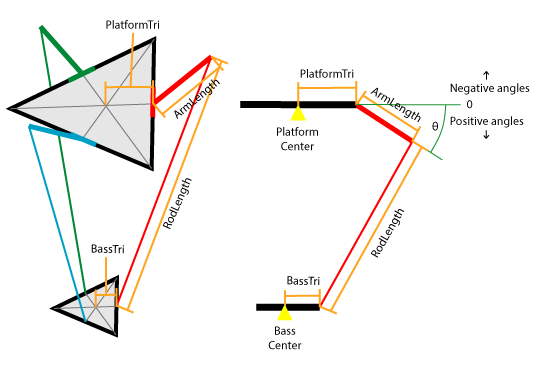 PlatformTri
ArmLength
RodLength
BassTri
PlatformTri
ArmLength
↑
Negative angles
0
Positive angles
↓
θ
Platform
Center
RodLength
BassTri
Bass
Center